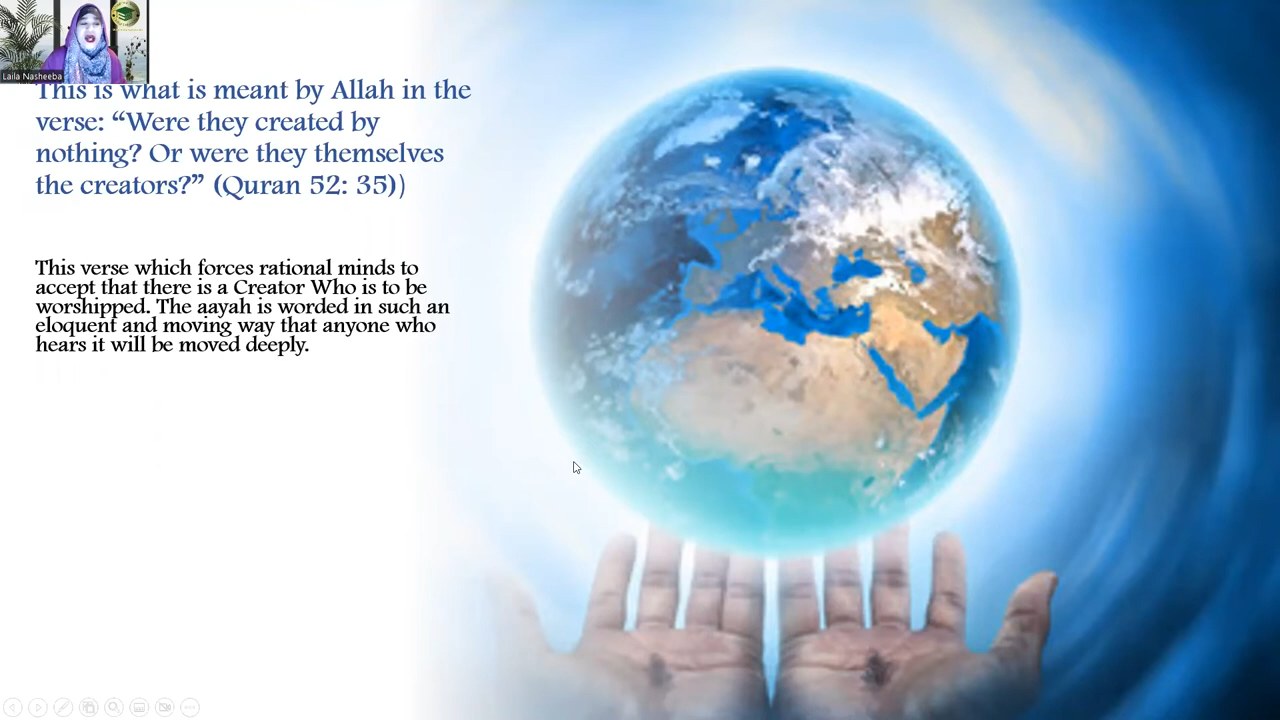 Laila Nasheeba
This is what is meant by Allah in the
verse: “Were they created by
nothing? Or were they themselves
the creators?” (Quran 52: 35))
This verse which forces rational minds to
accept that there is a Creator Who is to be
worshipped. The aayah is worded in such an
eloquent and moving way that anyone who
hears it will be moved deeply.